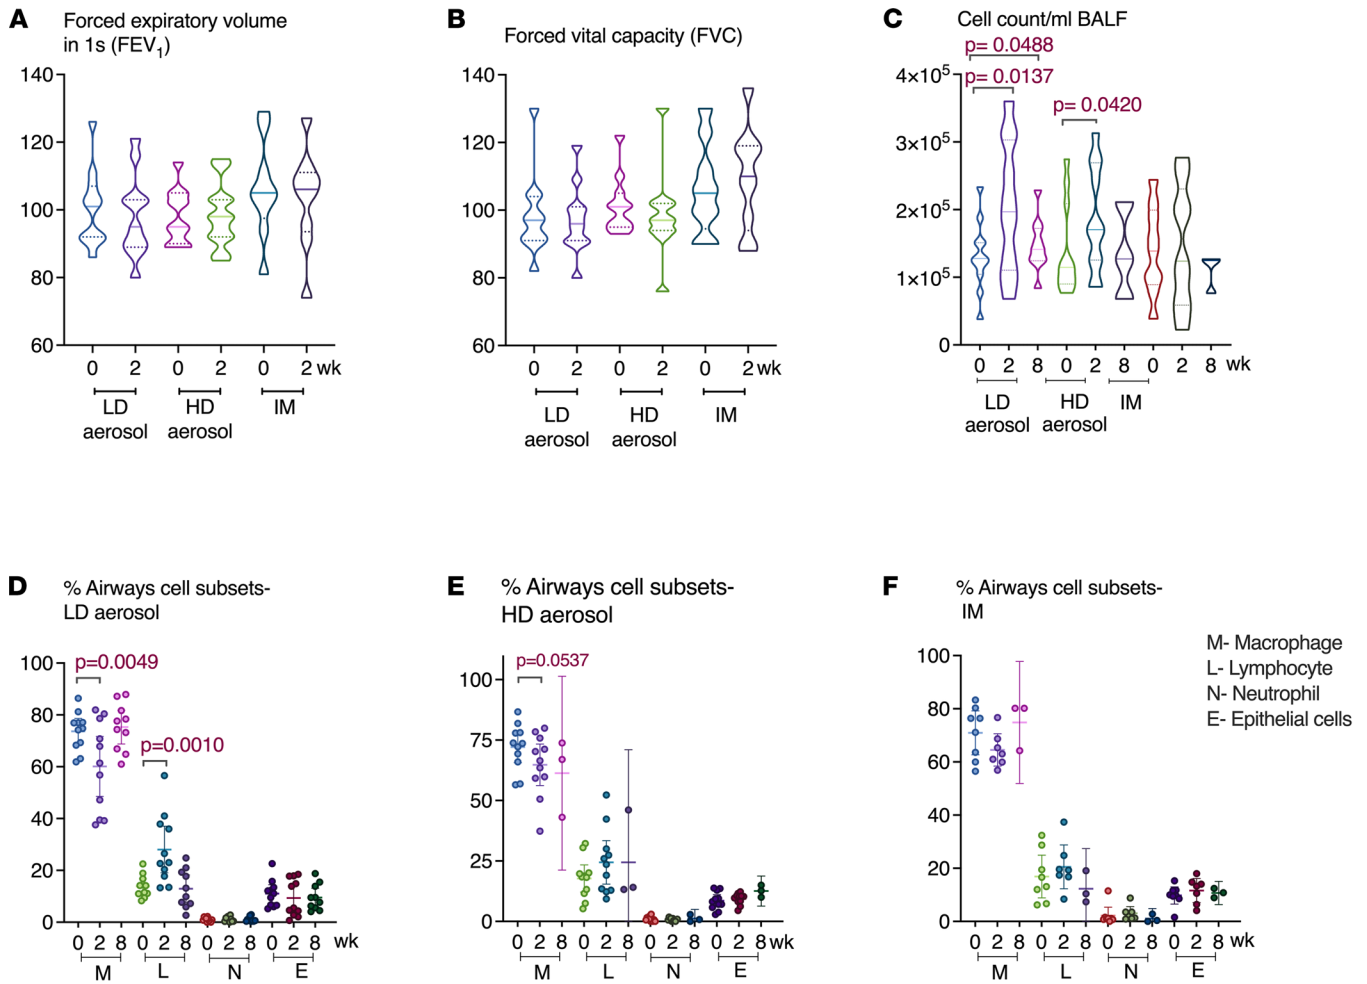 A
Forced expiratory volume
in 1s (FEV1)
140
120
100
80
60
0 2 0 2 0 2 wk
LD
aerosol
HD
aerosol
IM
B
Forced vital capacity (FVC)
140
120
100
80
60
0 2 0 2 0 2 wk
LD
aerosol
HD
aerosol
IM
C
Cell count/ml BALF
p= 0.0488
p= 0.0137
p= 0.0420
4×10^5
3×10^5
2×10^5
1×10^5
0
0 2 8 0 2 8 0 2 8 wk
LD
aerosol
HD
aerosol
IM
D
% Airways cell subsets-
LD aerosol
p=0.0049
p=0.0010
100
80
60
40
20
0
0 2 8 0 2 8 0 2 8 0 2 8 wk
M L N E
E
% Airways cell subsets-
HD aerosol
p=0.0537
100
75
50
25
0
0 2 8 0 2 8 0 2 8 0 2 8 wk
M L N E
F
% Airways cell subsets-
IM
100
80
60
40
20
0
0 2 8 0 2 8 0 2 8 0 2 8 wk
M L N E
M- Macrophage
L- Lymphocyte
N- Neutrophil
E- Epithelial cells